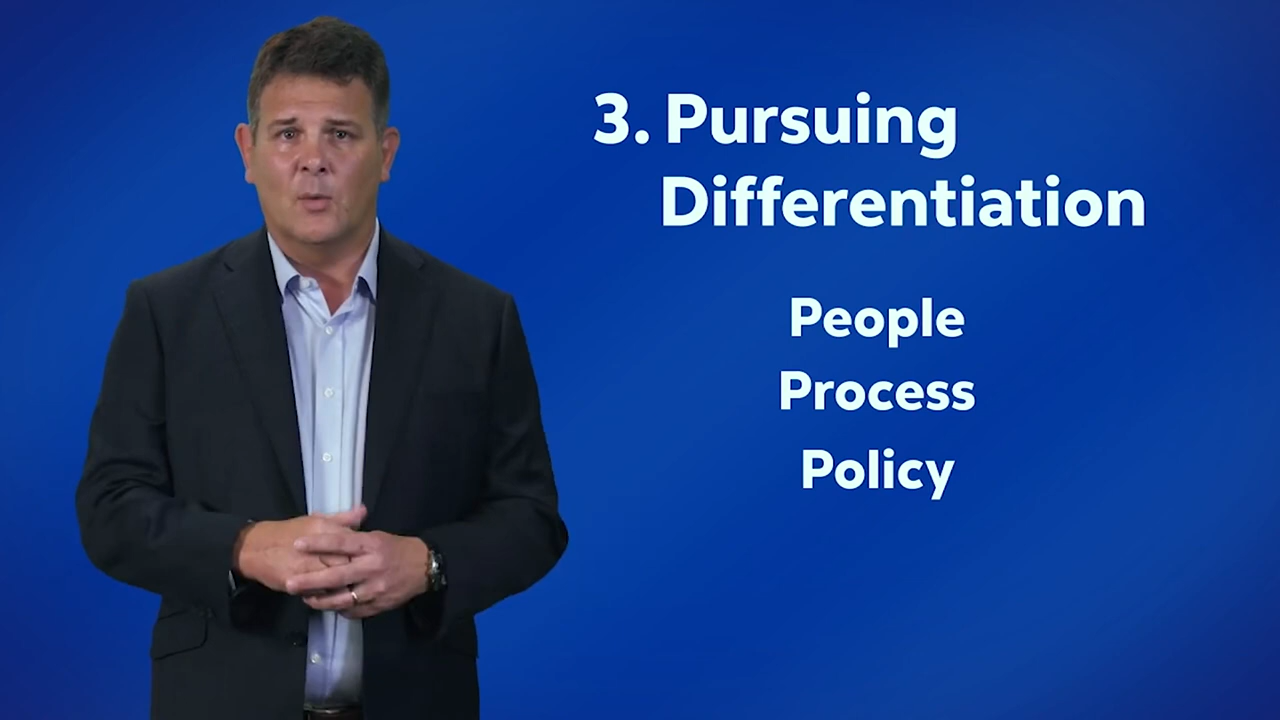 3. Pursuing
Differentiation
People
Process
Policy